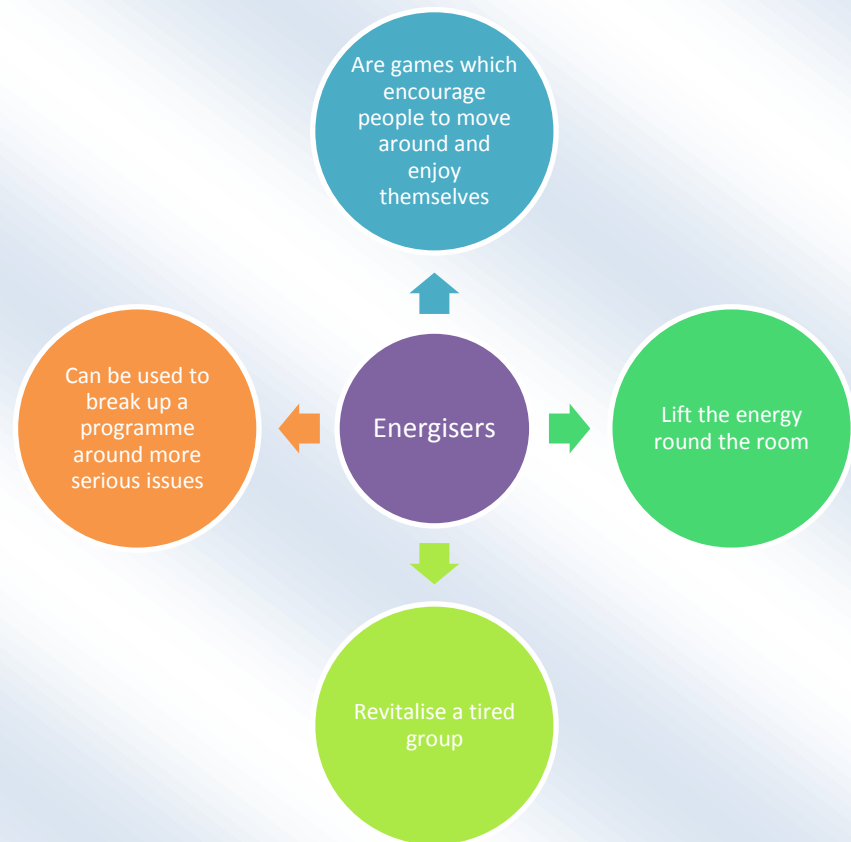 Are games which
encourage
people to move
around and
enjoy
themselves
Can be used to
break up a
programme
around more
serious issues
Energisers
Lift the energy
round the room
Revitalise a tired
group